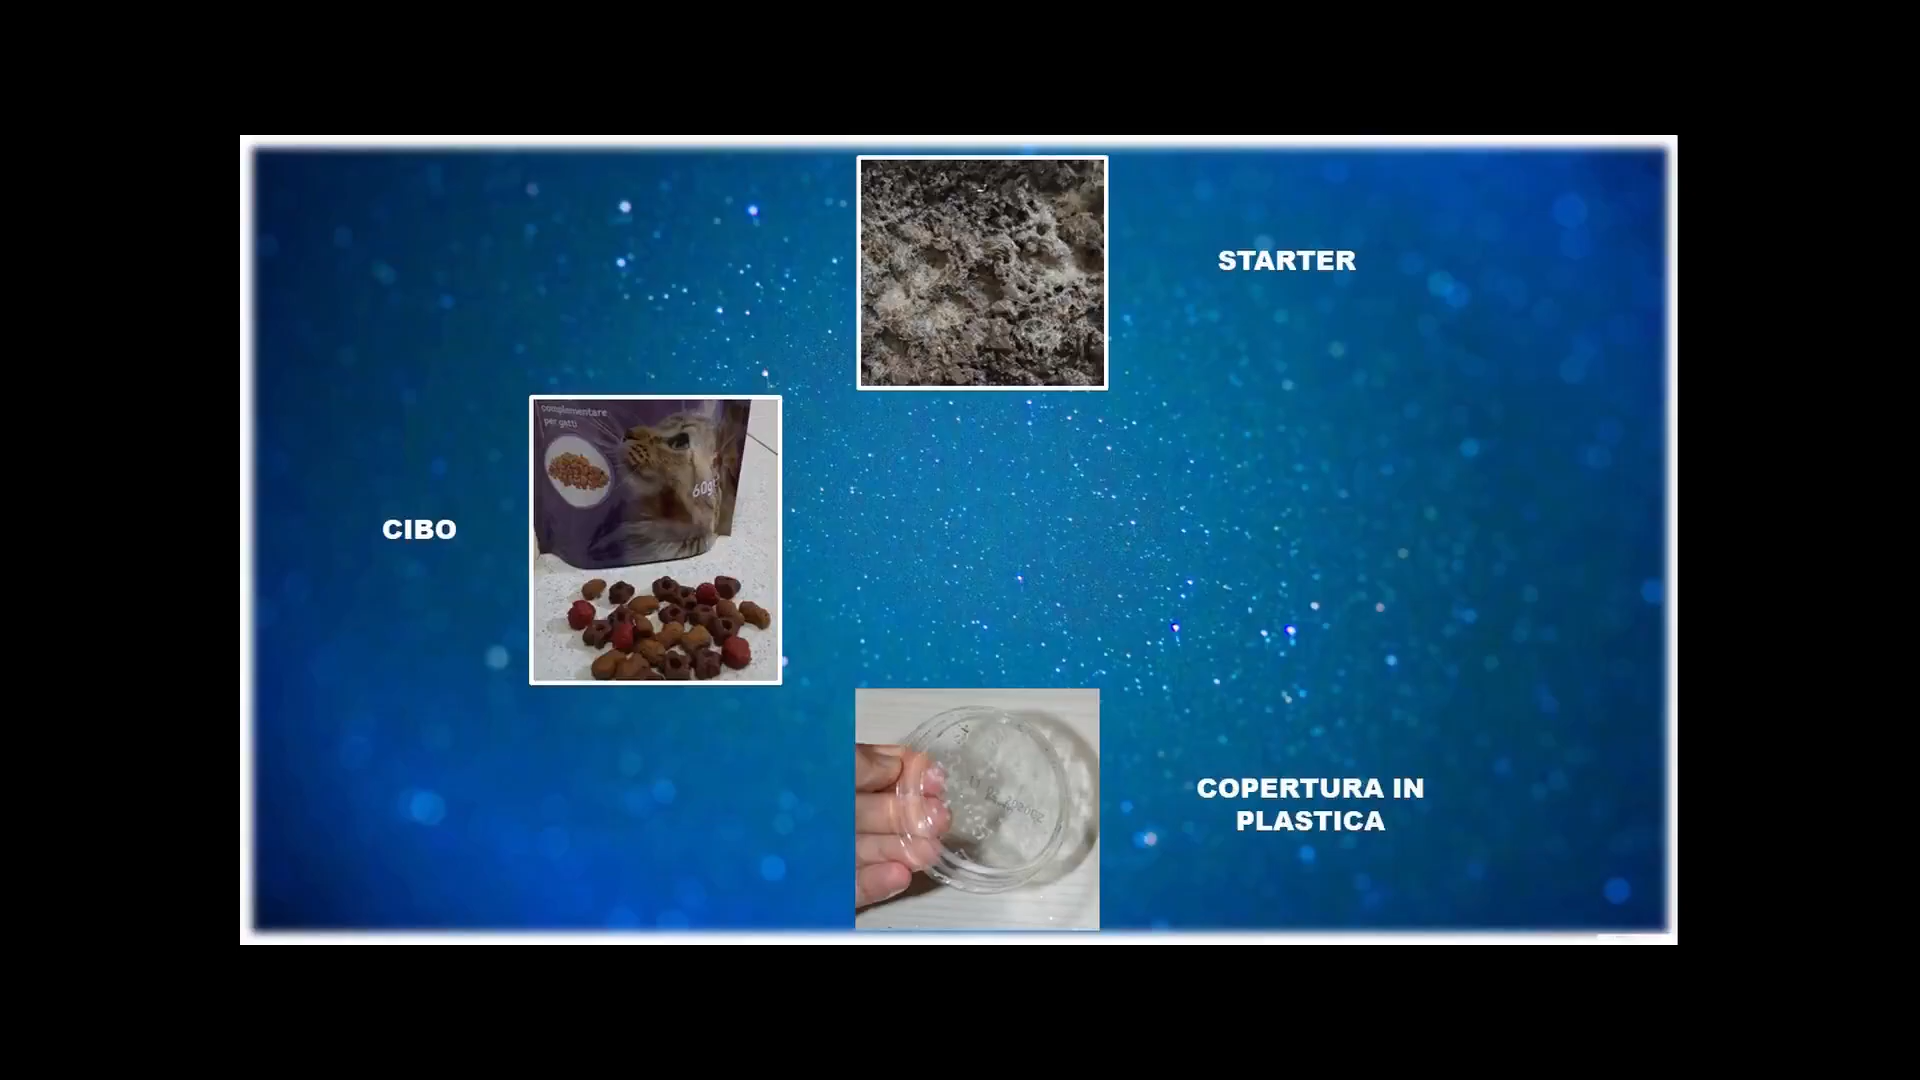 STARTER
complementare
per gatti
60g
CIBO
COPERTURA IN
PLASTICA